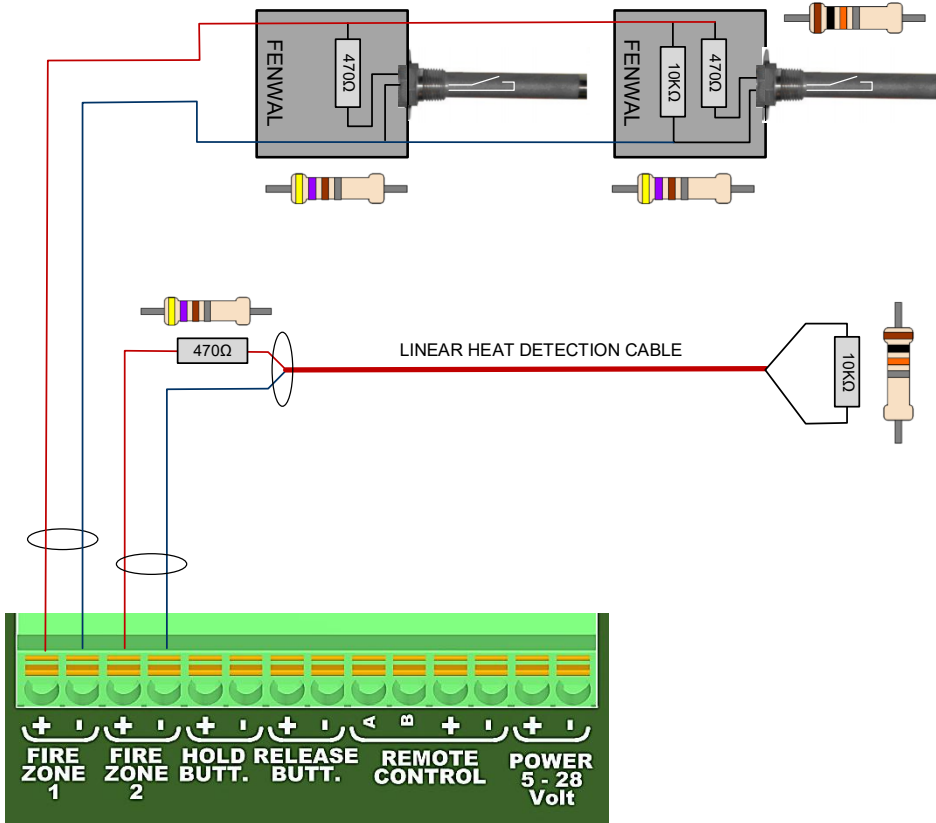 FENWAL
470Ω
FENWAL
10KΩ
470Ω
470Ω
LINEAR HEAT DETECTION CABLE
10KΩ
+ - + - + - + - A B + - + -
FIRE ZONE 1
FIRE ZONE 2
HOLD BUTT.
RELEASE BUTT.
REMOTE CONTROL
POWER 5 - 28 Volt